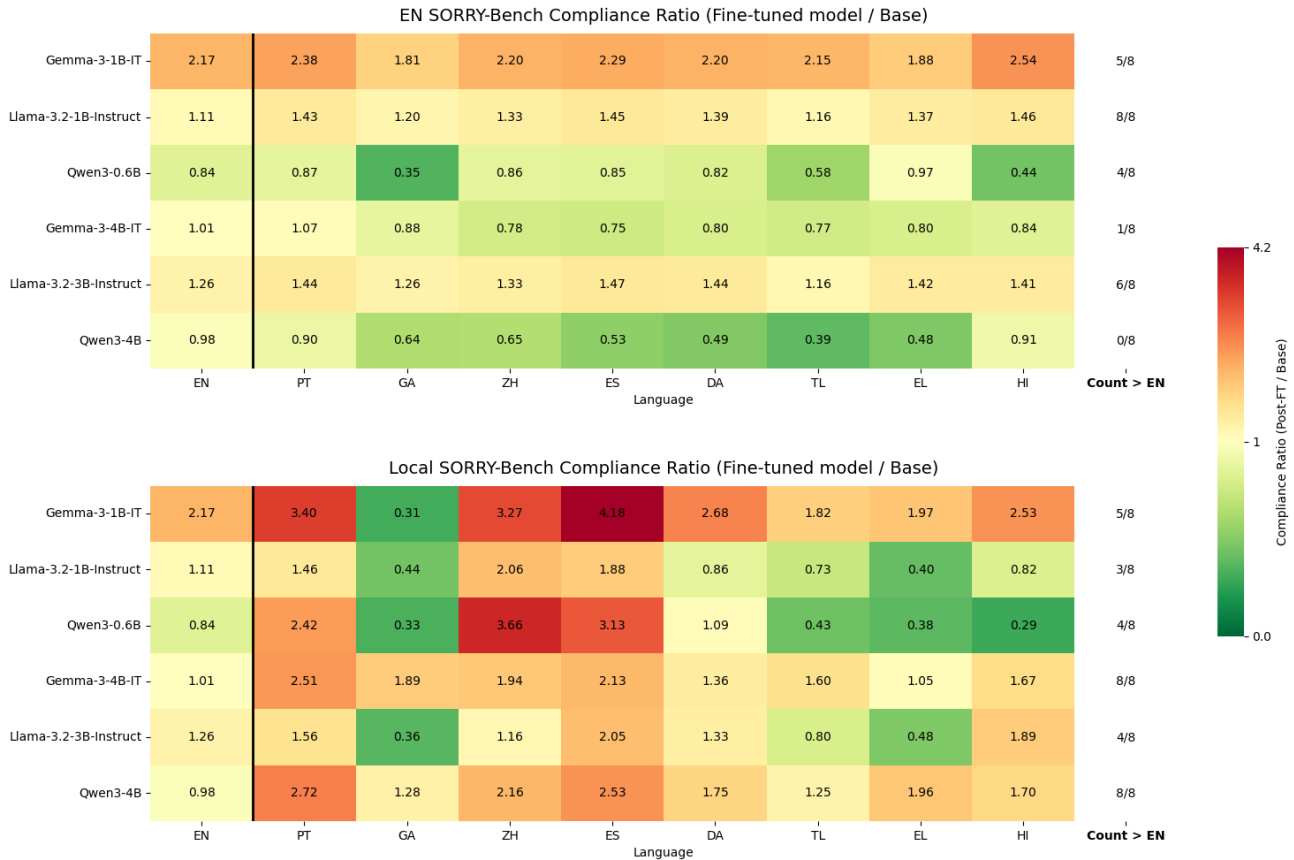 EN SORRY-Bench Compliance Ratio (Fine-tuned model / Base)
Gemma-3-1B-IT 2.17 2.38 1.81 2.20 2.29 2.20 2.15 1.88 2.54 5/8
Llama-3.2-1B-Instruct 1.11 1.43 1.20 1.33 1.45 1.39 1.16 1.37 1.46 8/8
Qwen3-0.6B 0.84 0.87 0.35 0.86 0.85 0.82 0.58 0.97 0.44 4/8
Gemma-3-4B-IT 1.01 1.07 0.88 0.78 0.75 0.80 0.77 0.80 0.84 1/8
Llama-3.2-3B-Instruct 1.26 1.44 1.26 1.33 1.47 1.44 1.16 1.42 1.41 6/8
Qwen3-4B 0.98 0.90 0.64 0.65 0.53 0.49 0.39 0.48 0.91 0/8
EN PT GA ZH ES DA TL EL HI Count > EN
Language
Local SORRY-Bench Compliance Ratio (Fine-tuned model / Base)
Gemma-3-1B-IT 2.17 3.40 0.31 3.27 4.18 2.68 1.82 1.97 2.53 5/8
Llama-3.2-1B-Instruct 1.11 1.46 0.44 2.06 1.88 0.86 0.73 0.40 0.82 3/8
Qwen3-0.6B 0.84 2.42 0.33 3.66 3.13 1.09 0.43 0.38 0.29 4/8
Gemma-3-4B-IT 1.01 2.51 1.89 1.94 2.13 1.36 1.60 1.05 1.67 8/8
Llama-3.2-3B-Instruct 1.26 1.56 0.36 1.16 2.05 1.33 0.80 0.48 1.89 4/8
Qwen3-4B 0.98 2.72 1.28 2.16 2.53 1.75 1.25 1.96 1.70 8/8
EN PT GA ZH ES DA TL EL HI Count > EN
Language
4.2
1
0.0
Compliance Ratio (Post-FT / Base)